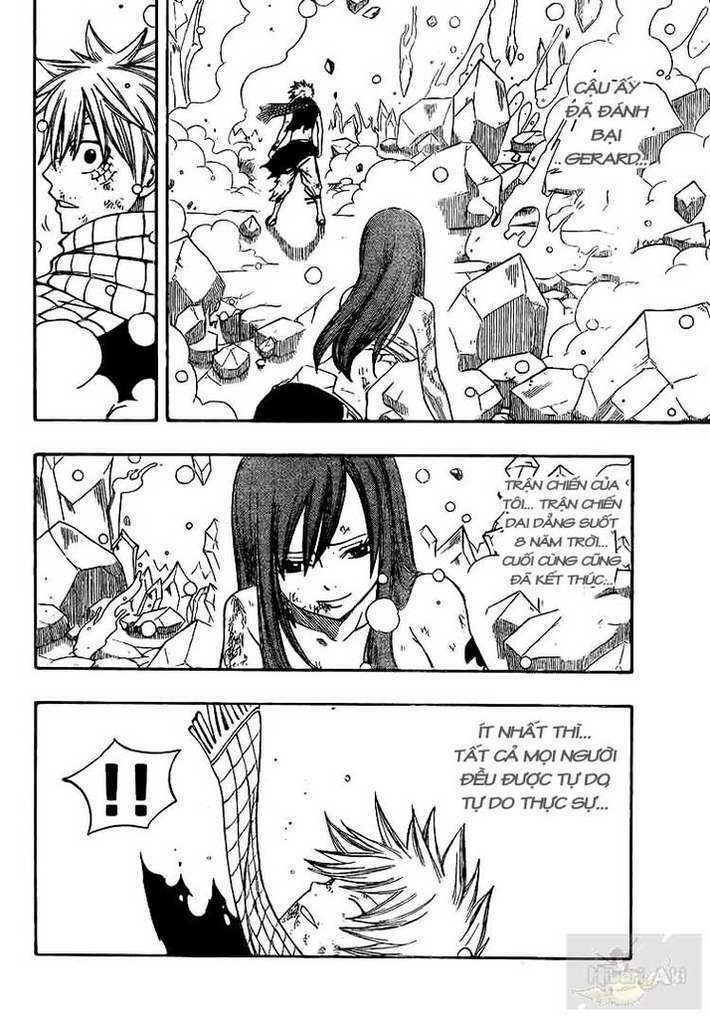 CẬU ẤY
ĐÃ ĐÁNH
BẠI
GERARD...
TRẬN CHIẾN CỦA
TÔI... TRẬN CHIẾN
DAI DẲNG SUỐT
8 NĂM TRỜI...
CUỐI CÙNG CŨNG
ĐÃ KẾT THÚC...
!!
ÍT NHẤT THÌ...
TẤT CẢ MỌI NGƯỜI
ĐỀU ĐƯỢC TỰ DO,
TỰ DO THỰC SỰ...